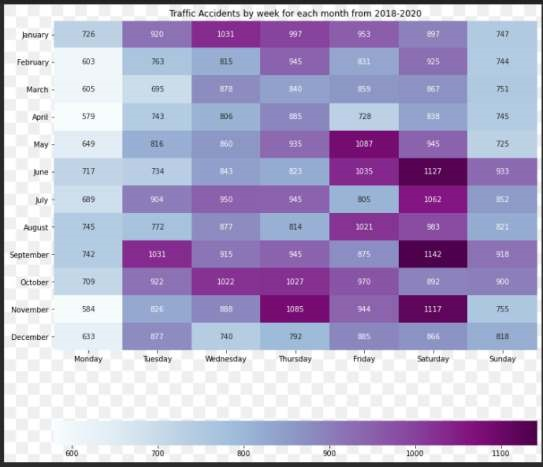 Traffic Accidents by week for each month from 2018-2020
January 726 920 1031 997 953 897 747
February 603 763 815 945 831 925 744
March 605 695 878 840 859 867 751
April 579 743 806 885 728 838 745
May 649 816 860 935 1087 945 725
June 717 734 843 823 1035 1127 933
July 689 904 950 945 805 1062 852
August 745 772 877 814 1021 983 821
September 742 1031 915 945 875 1142 918
October 709 922 1022 1027 970 892 900
November 584 826 888 1085 944 1117 755
December 633 877 740 792 885 866 818
Monday Tuesday Wednesday Thursday Friday Saturday Sunday
600 700 800 900 1000 1100